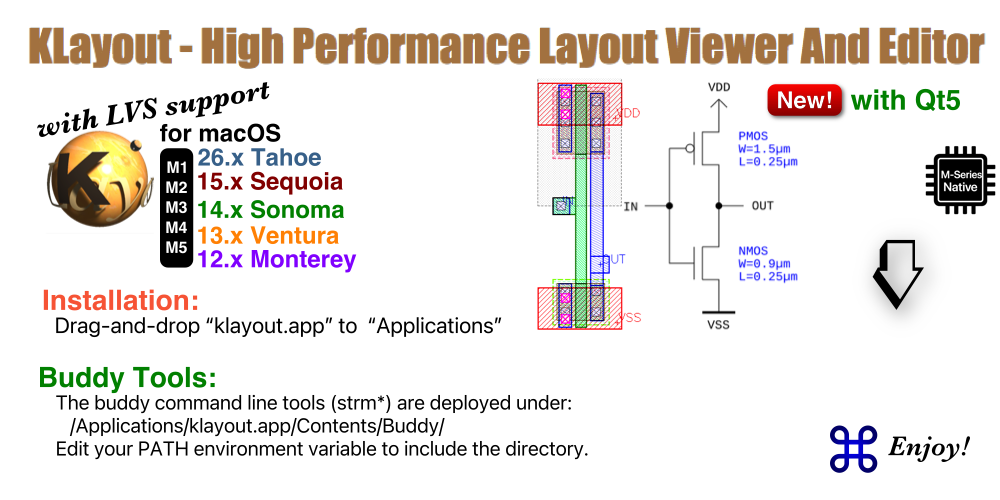 KLayout - High Performance Layout Viewer And Editor
with LVS support
for macOS
M1
M2
M3
M4
M5
26.x Tahoe
15.x Sequoia
14.x Sonoma
13.x Ventura
12.x Monterey
Installation:
Drag-and-drop “klayout.app” to “Applications”
Buddy Tools:
The buddy command line tools (strm*) are deployed under:
/Applications/klayout.app/Contents/Buddy/
Edit your PATH environment variable to include the directory.
VDD
OUT
VSS
VDD
PMOS
W=1.5µm
L=0.25µm
IN
OUT
NMOS
W=0.9µm
L=0.25µm
VSS
New! with Qt5
M-Series
Native
Enjoy!